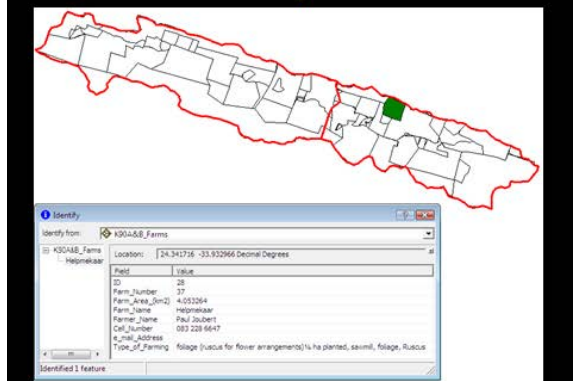 Identify
Identify from: K90A&B_Farms
K90A&B_Farms
Helpmekaar
Location: 24.341716 -33.932966 Decimal Degrees
Field Value
ID 28
Farm_Number 37
Farm_Area_(km2) 4.053264
Farm_Name Helpmekaar
Farmer_Name Paul Joubert
Cell_Number 083 228 6647
e_mail_Address
Type_of_Farming foliage (ruscus for flower arrangements) ¼ ha planted, sawmill, foliage, Ruscus
Identified 1 feature